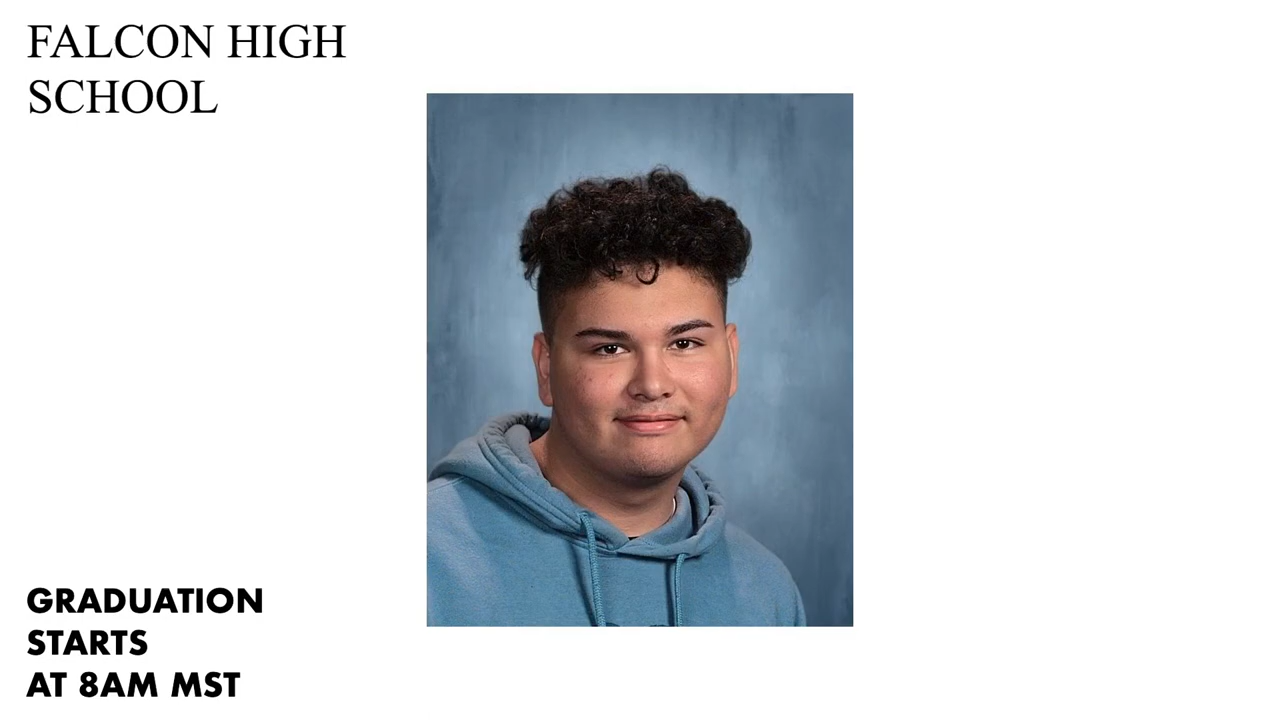 FALCON HIGH
SCHOOL
GRADUATION
STARTS
AT 8AM MST